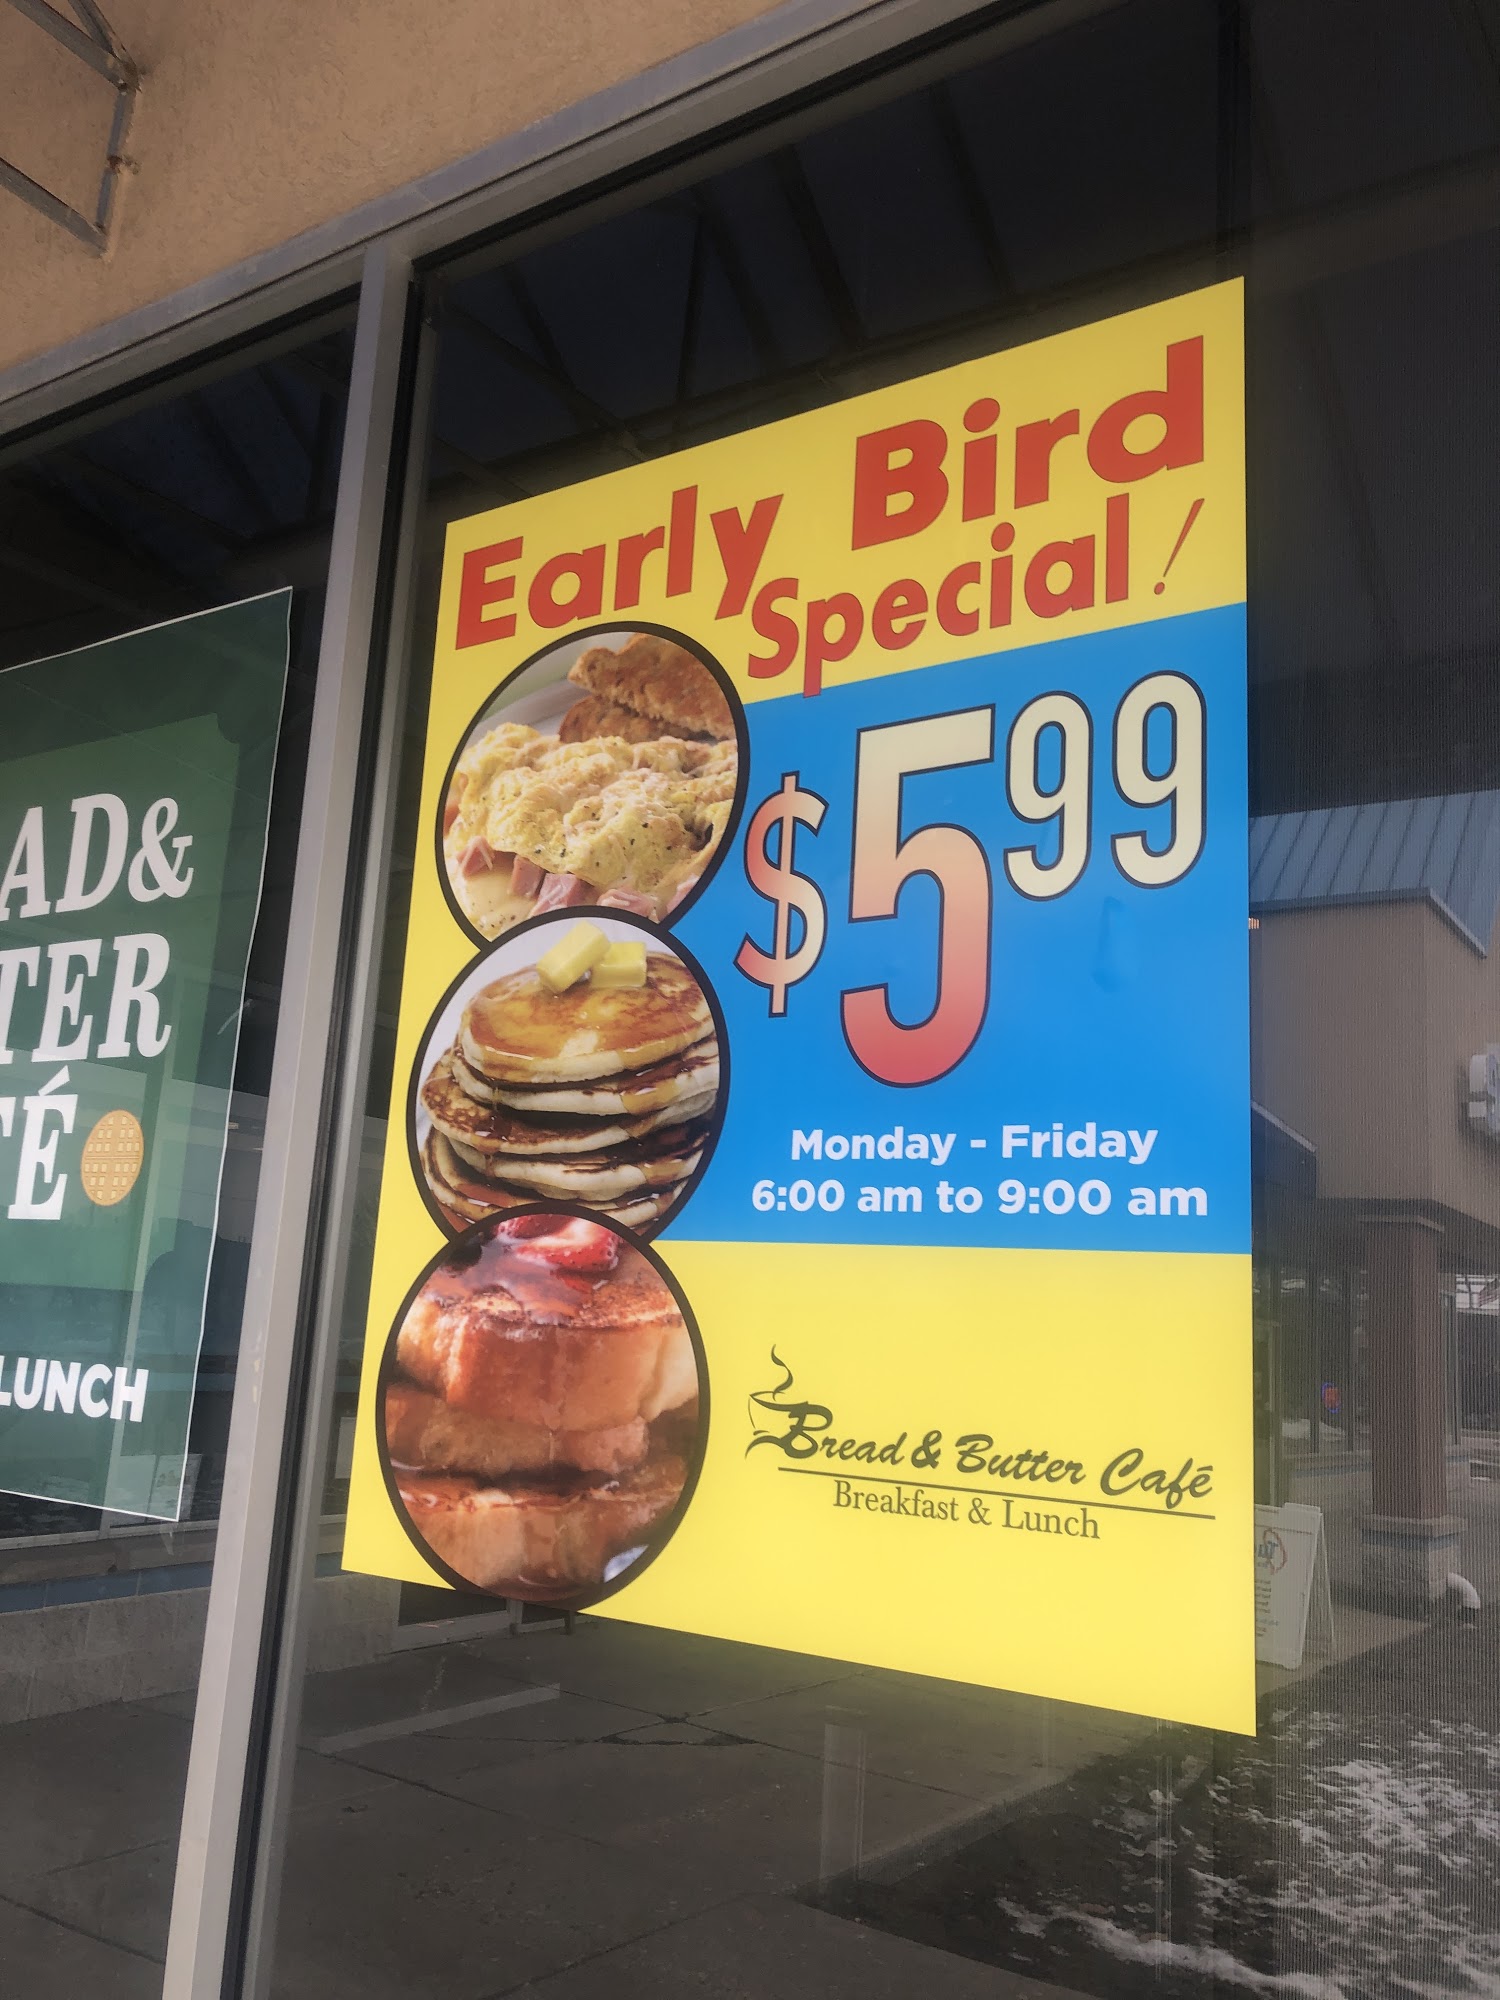 Early Bird
Special!
$5.99
Monday - Friday
6:00 am to 9:00 am
Bread & Butter Café
Breakfast & Lunch
AD&
TER
É
LUNCH